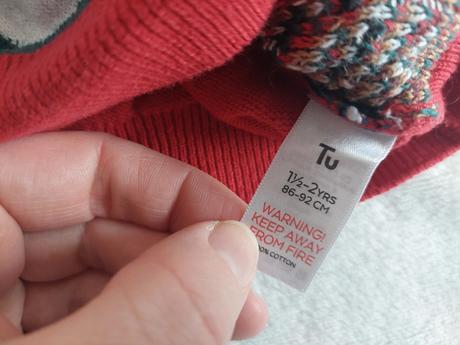 Tu
1½-2YRS
86-92 CM
WARNING!
KEEP AWAY
FROM FIRE
COTTON